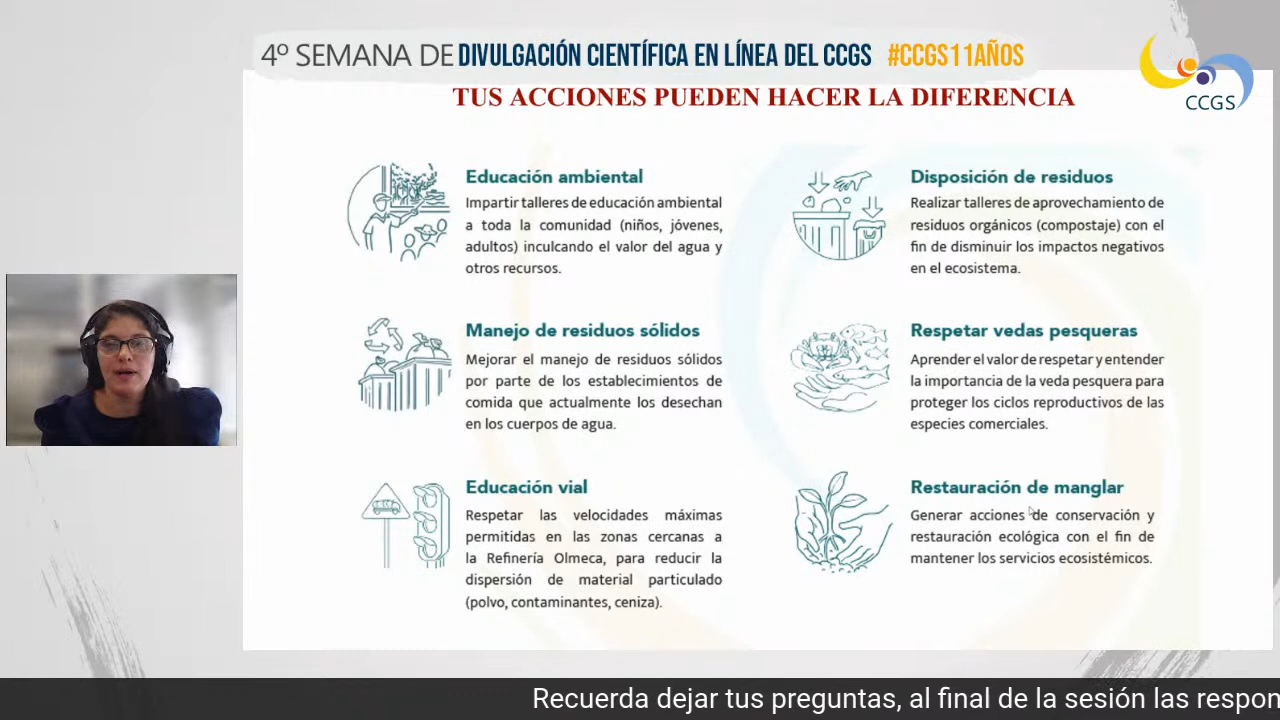 4º SEMANA DE DIVULGACIÓN CIENTÍFICA EN LÍNEA DEL CCGS #CCGS11AÑOS
CCGS
TUS ACCIONES PUEDEN HACER LA DIFERENCIA
Educación ambiental
Impartir talleres de educación ambiental
a toda la comunidad (niños, jóvenes,
adultos) inculcando el valor del agua y
otros recursos.
Disposición de residuos
Realizar talleres de aprovechamiento de
residuos orgánicos (compostaje) con el
fin de disminuir los impactos negativos
en el ecosistema.
Manejo de residuos sólidos
Mejorar el manejo de residuos sólidos
por parte de los establecimientos de
comida que actualmente los desechan
en los cuerpos de agua.
Respetar vedas pesqueras
Aprender el valor de respetar y entender
la importancia de la veda pesquera para
proteger los ciclos reproductivos de las
especies comerciales.
Educación vial
Respetar las velocidades máximas
permitidas en las zonas cercanas a
la Refinería Olmeca, para reducir la
dispersión de material particulado
(polvo, contaminantes, ceniza).
Restauración de manglar
Generar acciones de conservación y
restauración ecológica con el fin de
mantener los servicios ecosistémicos.
Recuerda dejar tus preguntas, al final de la sesión las respon